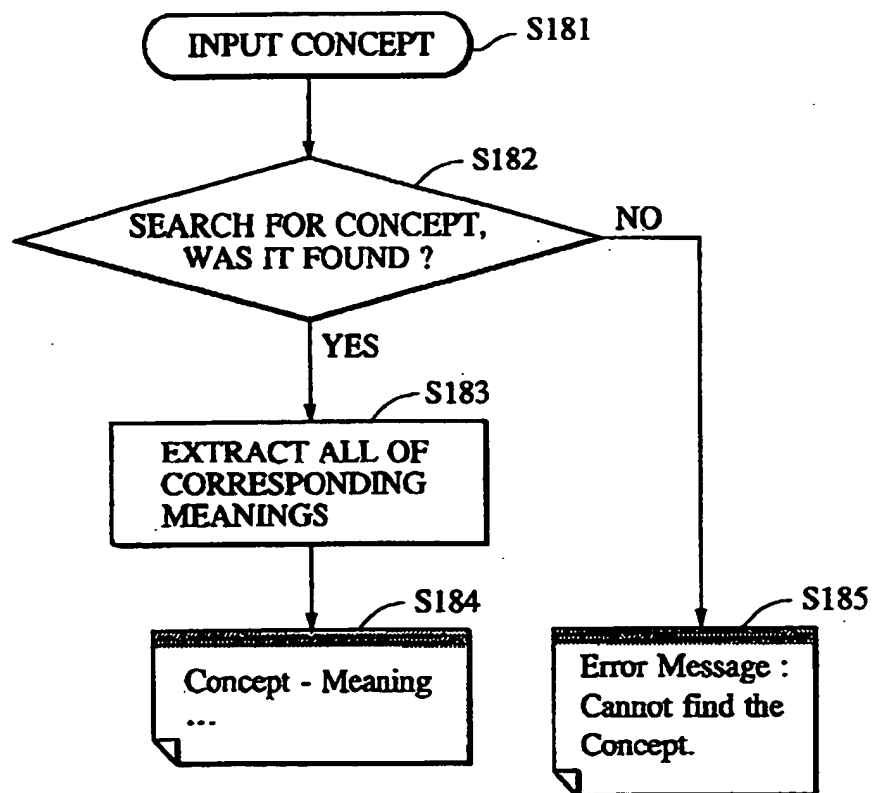 INPUT CONCEPT
S181
S182
SEARCH FOR CONCEPT,
WAS IT FOUND ?
NO
YES
S183
EXTRACT ALL OF
CORRESPONDING
MEANINGS
S184
Concept - Meaning
...
S185
Error Message :
Cannot find the
Concept.